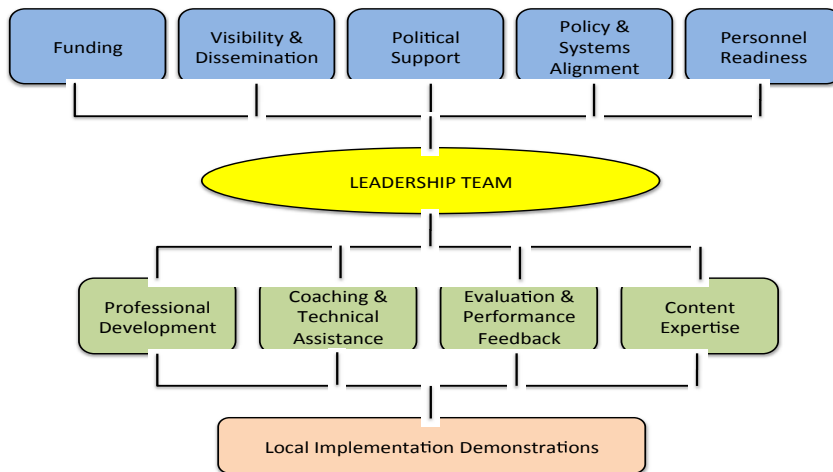 Funding
Visibility &
Dissemination
Political
Support
Policy &
Systems
Alignment
Personnel
Readiness
LEADERSHIP TEAM
Professional
Development
Coaching &
Technical
Assistance
Evaluation &
Performance
Feedback
Content
Expertise
Local Implementation Demonstrations